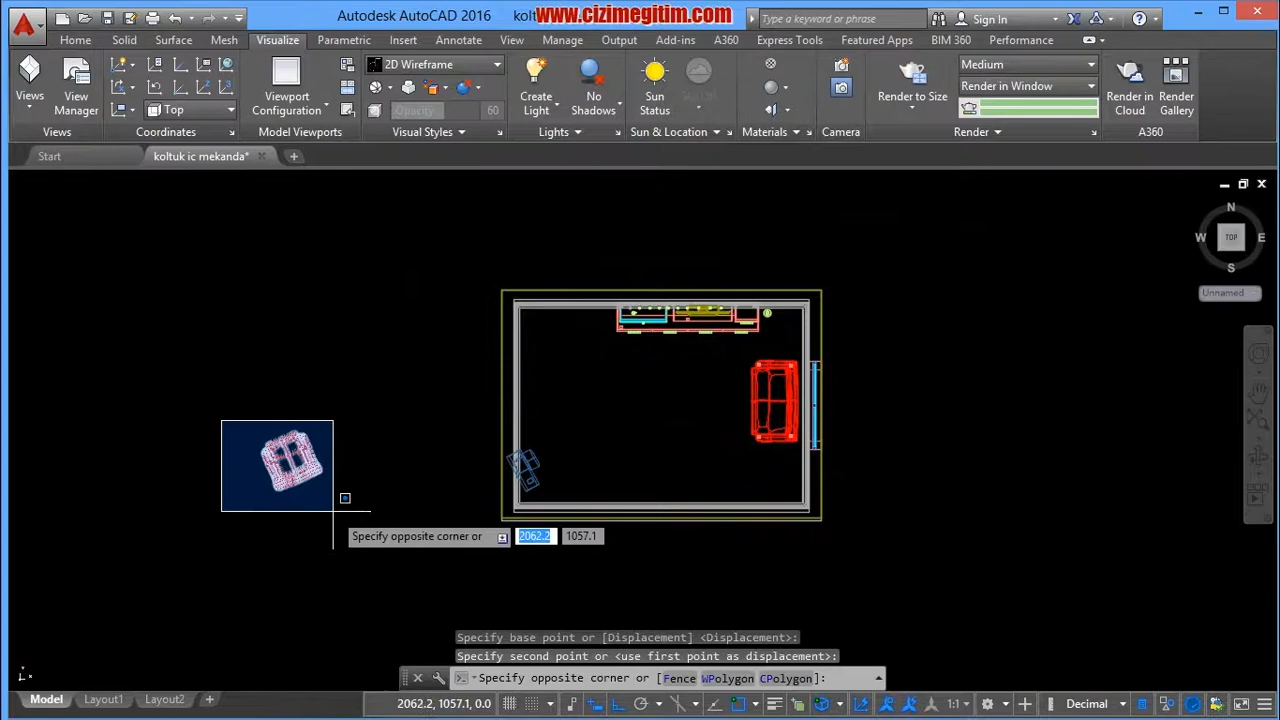 Autodesk AutoCAD 2016
kolt
www.cizimegitim.com
Type a keyword or phrase
Sign In
Home Solid Surface Mesh Visualize Parametric Insert Annotate View Manage Output Add-ins A360 Express Tools Featured Apps BIM 360 Performance
Views
View
Manager
Top
Viewport
Configuration
2D Wireframe
Opacity 60
Create
Light
No
Shadows
Sun
Status
Render to Size
Medium
Render in Window
Render in
Cloud
Render
Gallery
Views Coordinates Model Viewports Visual Styles Lights Sun & Location Materials Camera Render A360
Start koltuk ic mekanda*
N
W TOP E
S
Unnamed
Specify opposite corner or 2062.2 1057.1
Specify base point or [Displacement] <Displacement>:
Specify second point or <use first point as displacement>:
Specify opposite corner or [Fence WPolygon CPolygon]:
Model Layout1 Layout2 2062.2, 1057.1, 0.0 MODEL 1:1 Decimal